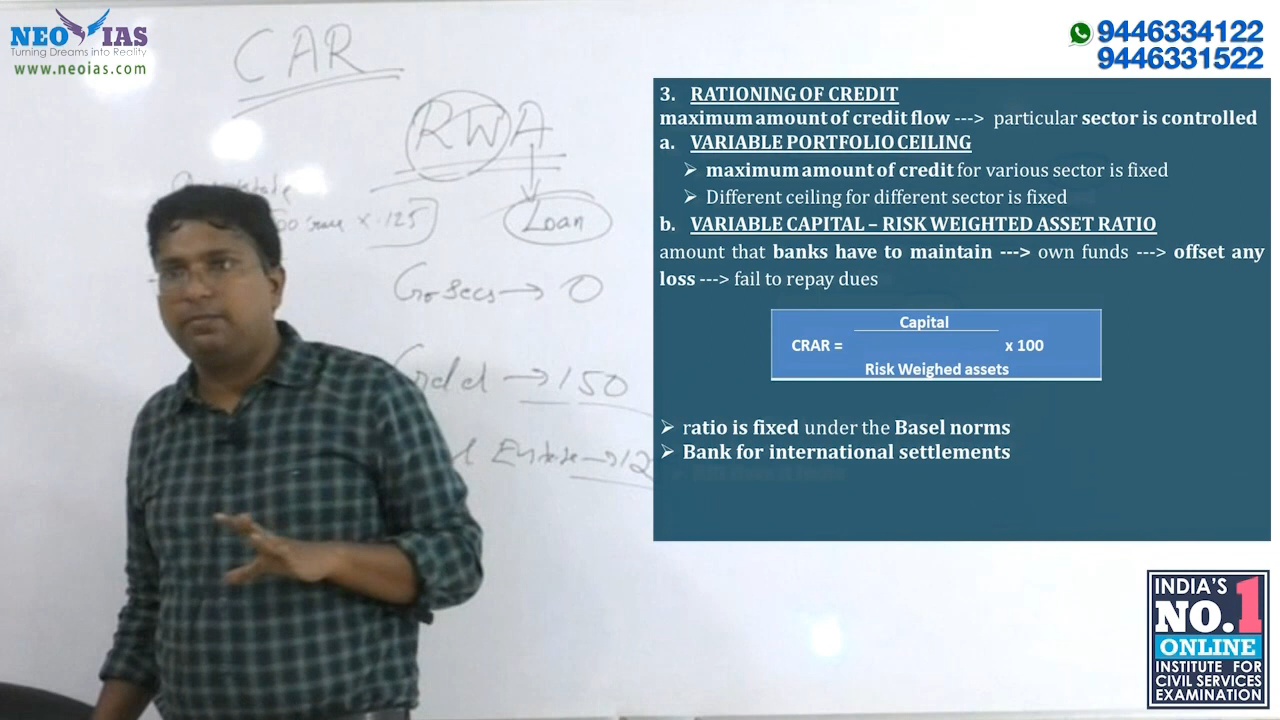 NEO IAS
Turning Dreams into Reality
www.neoias.com
9446334122
9446331522
CAR
RWA
Loan
x .125
→ 0
→ 150
3. RATIONING OF CREDIT
maximum amount of credit flow ---> particular sector is controlled
a. VARIABLE PORTFOLIO CEILING
➢ maximum amount of credit for various sector is fixed
➢ Different ceiling for different sector is fixed
b. VARIABLE CAPITAL – RISK WEIGHTED ASSET RATIO
amount that banks have to maintain ---> own funds ---> offset any
loss ---> fail to repay dues
Capital
CRAR = x 100
Risk Weighed assets
➢ ratio is fixed under the Basel norms
➢ Bank for international settlements
INDIA'S
NO.1
ONLINE
INSTITUTE FOR
CIVIL SERVICES
EXAMINATION